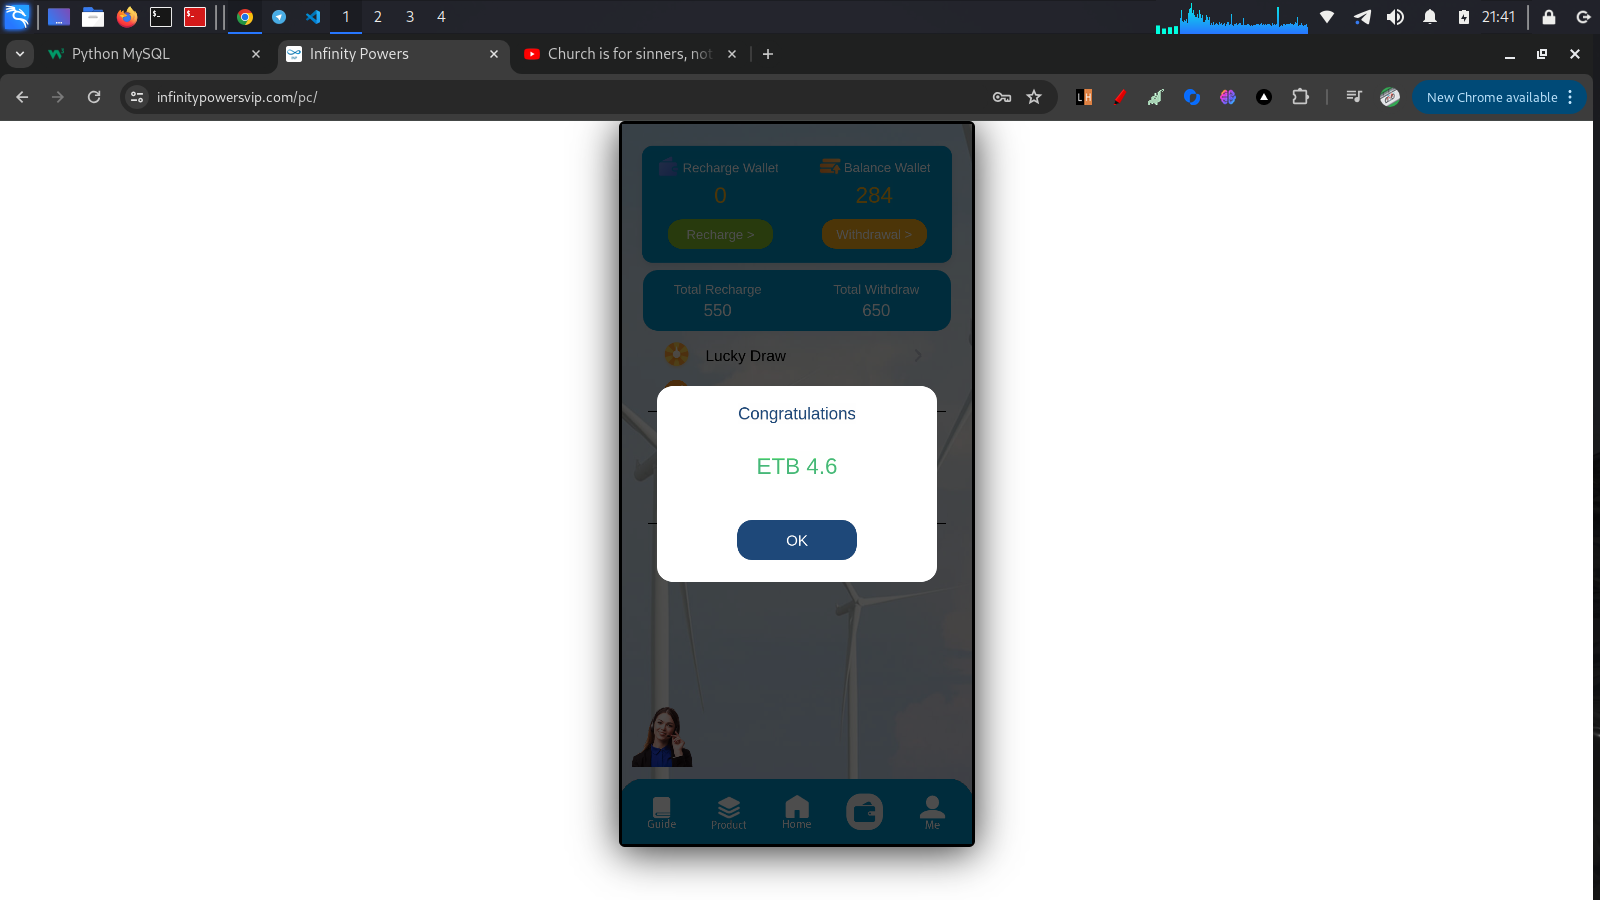 1 2 3 4
21:41
Python MySQL
Infinity Powers
Church is for sinners, not
infinitypowersvip.com/pc/
New Chrome available
Recharge Wallet
Balance Wallet
0
284
Recharge >
Withdrawal >
Total Recharge
Total Withdraw
550
650
Lucky Draw
Congratulations
ETB 4.6
OK
Guide
Product
Home
Me